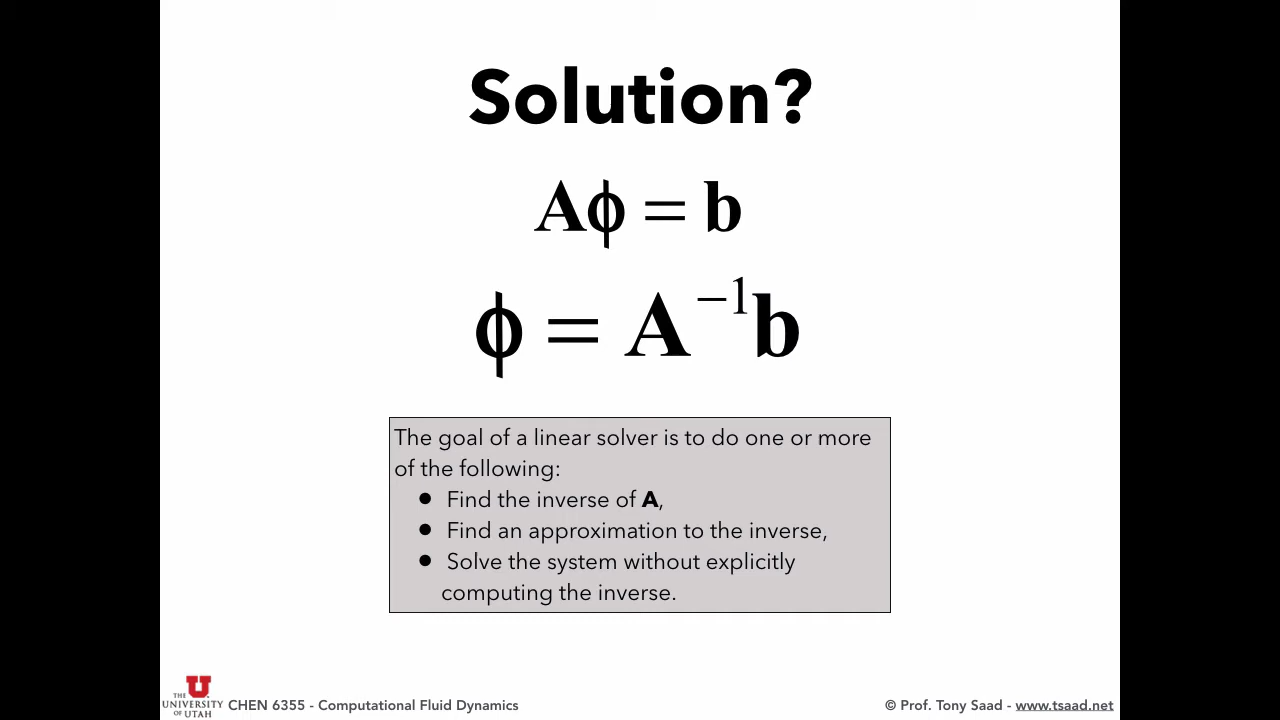 Solution?
Aϕ = b
ϕ = A⁻¹b
The goal of a linear solver is to do one or more
of the following:
● Find the inverse of A,
● Find an approximation to the inverse,
● Solve the system without explicitly
computing the inverse.
THE
UNIVERSITY
OF UTAH
CHEN 6355 - Computational Fluid Dynamics
© Prof. Tony Saad - www.tsaad.net